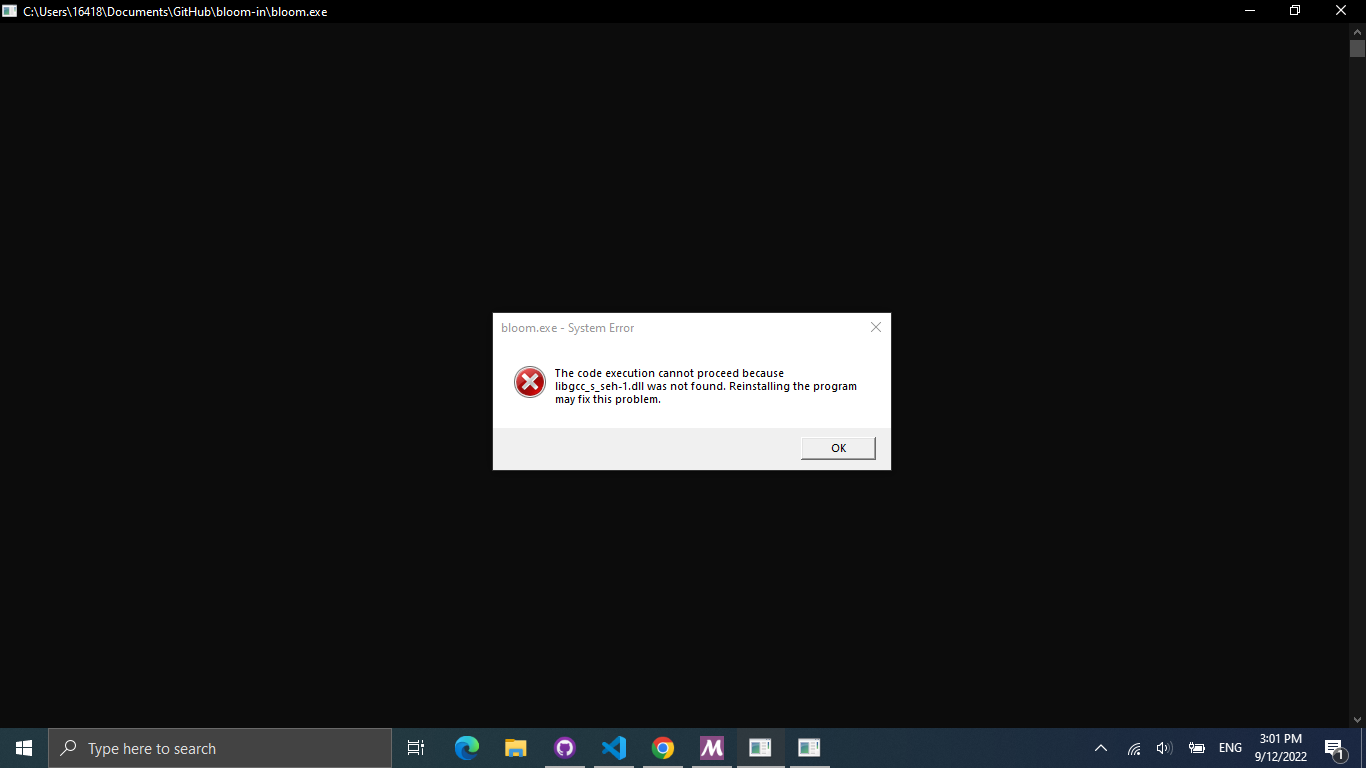 C:\Users\16418\Documents\GitHub\bloom-in\bloom.exe
bloom.exe - System Error
The code execution cannot proceed because
libgcc_s_seh-1.dll was not found. Reinstalling the program
may fix this problem.
OK
Type here to search
M
ENG
3:01 PM
9/12/2022
1